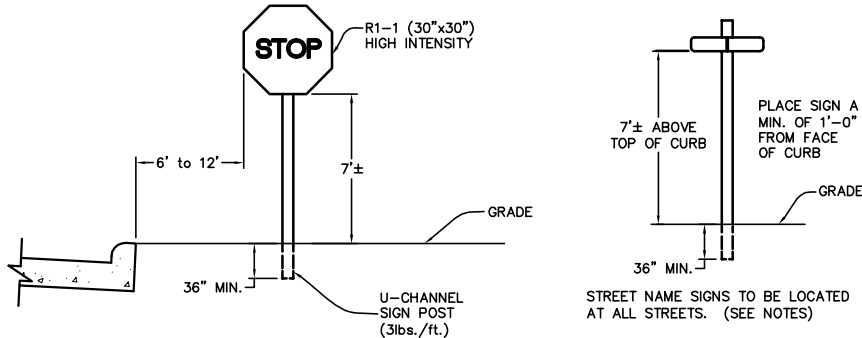 R1-1 (30"x30")
HIGH INTENSITY
STOP
6' to 12'
7'±
GRADE
36" MIN.
U-CHANNEL
SIGN POST
(3lbs./ft.)
7'± ABOVE
TOP OF CURB
PLACE SIGN A
MIN. OF 1'-0"
FROM FACE
OF CURB
GRADE
36" MIN.
STREET NAME SIGNS TO BE LOCATED
AT ALL STREETS. (SEE NOTES)